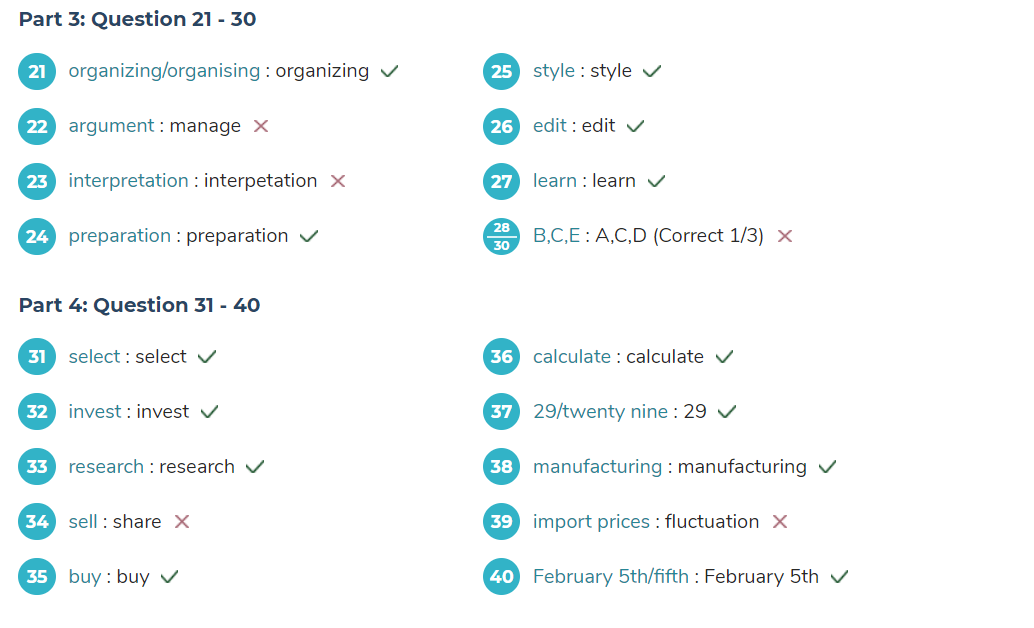 Part 3: Question 21 - 30
21 organizing/organising : organizing
22 argument : manage
23 interpretation : interpetation
24 preparation : preparation
25 style : style
26 edit : edit
27 learn : learn
28
30 B,C,E : A,C,D (Correct 1/3)
Part 4: Question 31 - 40
31 select : select
32 invest : invest
33 research : research
34 sell : share
35 buy : buy
36 calculate : calculate
37 29/twenty nine : 29
38 manufacturing : manufacturing
39 import prices : fluctuation
40 February 5th/fifth : February 5th